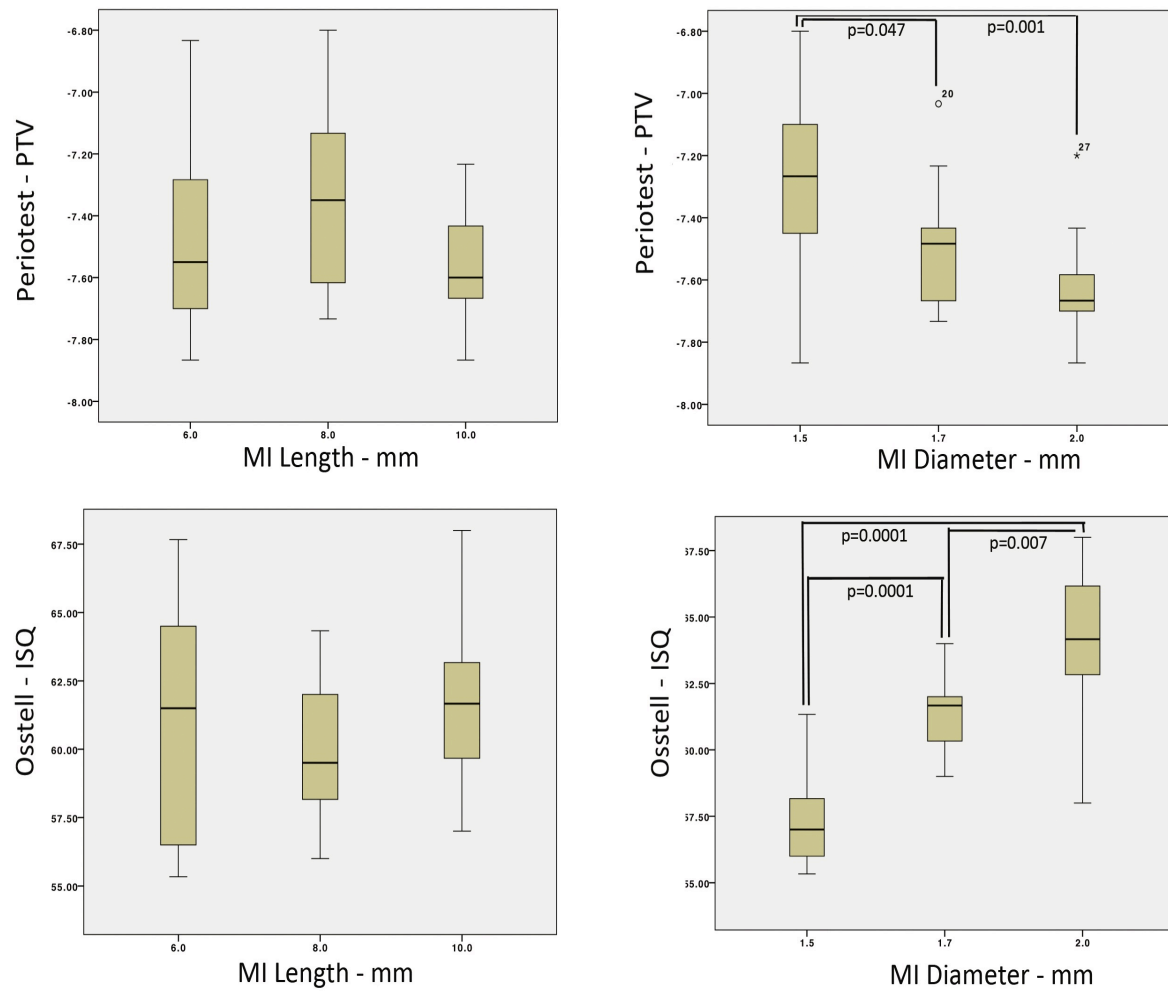 Periotest - PTV
-6.80
-7.00
-7.20
-7.40
-7.60
-7.80
-8.00
6.0 8.0 10.0
MI Length - mm
Periotest - PTV
-6.80
-7.00
-7.20
-7.40
-7.60
-7.80
-8.00
p=0.047 p=0.001
20
27
1.5 1.7 2.0
MI Diameter - mm
Osstell - ISQ
67.50
65.00
62.50
60.00
57.50
55.00
6.0 8.0 10.0
MI Length - mm
Osstell - ISQ
p=0.0001 p=0.007
p=0.0001
1.5 1.7 2.0
MI Diameter - mm